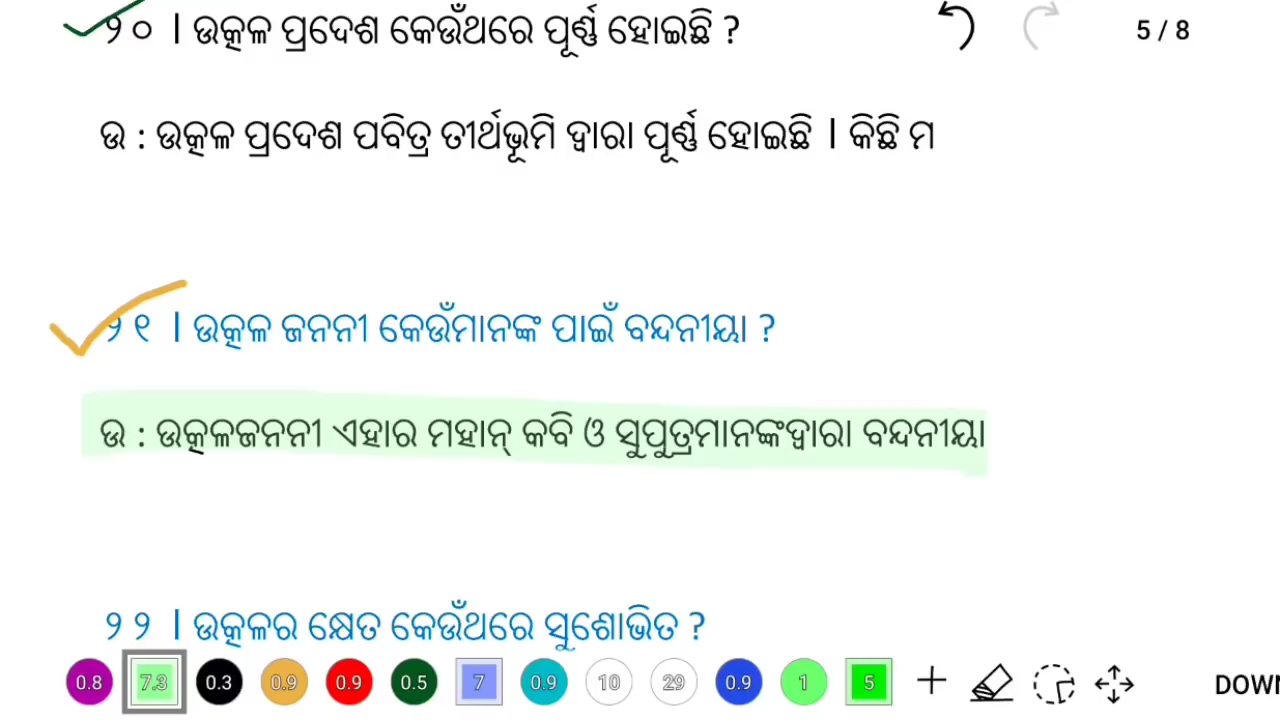 ୨୦ । ଉତ୍କଳ ପ୍ରଦେଶ କେଉଁଥରେ ପୂର୍ଣ୍ଣ ହୋଇଛି ?
5 / 8
ଉ : ଉତ୍କଳ ପ୍ରଦେଶ ପବିତ୍ର ତୀର୍ଥଭୂମି ଦ୍ୱାରା ପୂର୍ଣ୍ଣ ହୋଇଛି । କିଛି ମ
୨୧ । ଉତ୍କଳ ଜନନୀ କେଉଁମାନଙ୍କ ପାଇଁ ବନ୍ଦନୀୟା ?
ଉ : ଉତ୍କଳଜନନୀ ଏହାର ମହାନ୍ କବି ଓ ସୁପୁତ୍ରମାନଙ୍କଦ୍ୱାରା ବନ୍ଦନୀୟା
୨୨ । ଉତ୍କଳର କ୍ଷେତ କେଉଁଥରେ ସୁଶୋଭିତ ?
0.8 7.3 0.3 0.9 0.9 0.5 7 0.9 10 29 0.9 1 5 DOWN